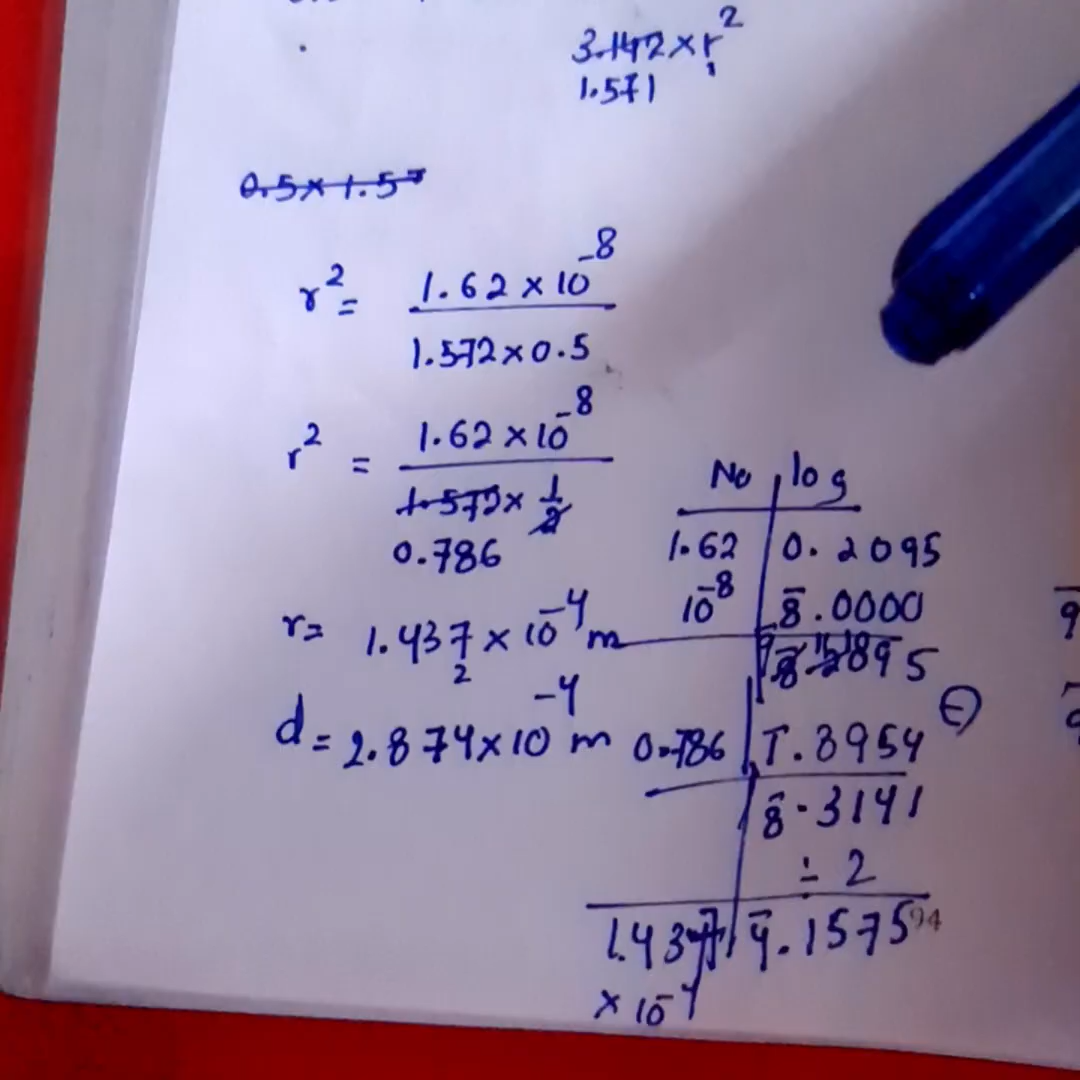 3.142 × r²
1.571
0.5 × 1.57
r² = 1.62 × 10⁻⁸
1.572 × 0.5
r² = 1.62 × 10⁻⁸
1.572 × 1/2
0.786
r = 1.437 × 10⁻⁴ m
2
d = 2.874 × 10⁻⁴ m
No | log
1.62 | 0.2095
10⁻⁸ | 8̄.0000
8̄.2095
0.786 | 1̄.8954 (−)
8̄.3141
÷ 2
1.437 | 4̄.1575
× 10⁻⁴
94